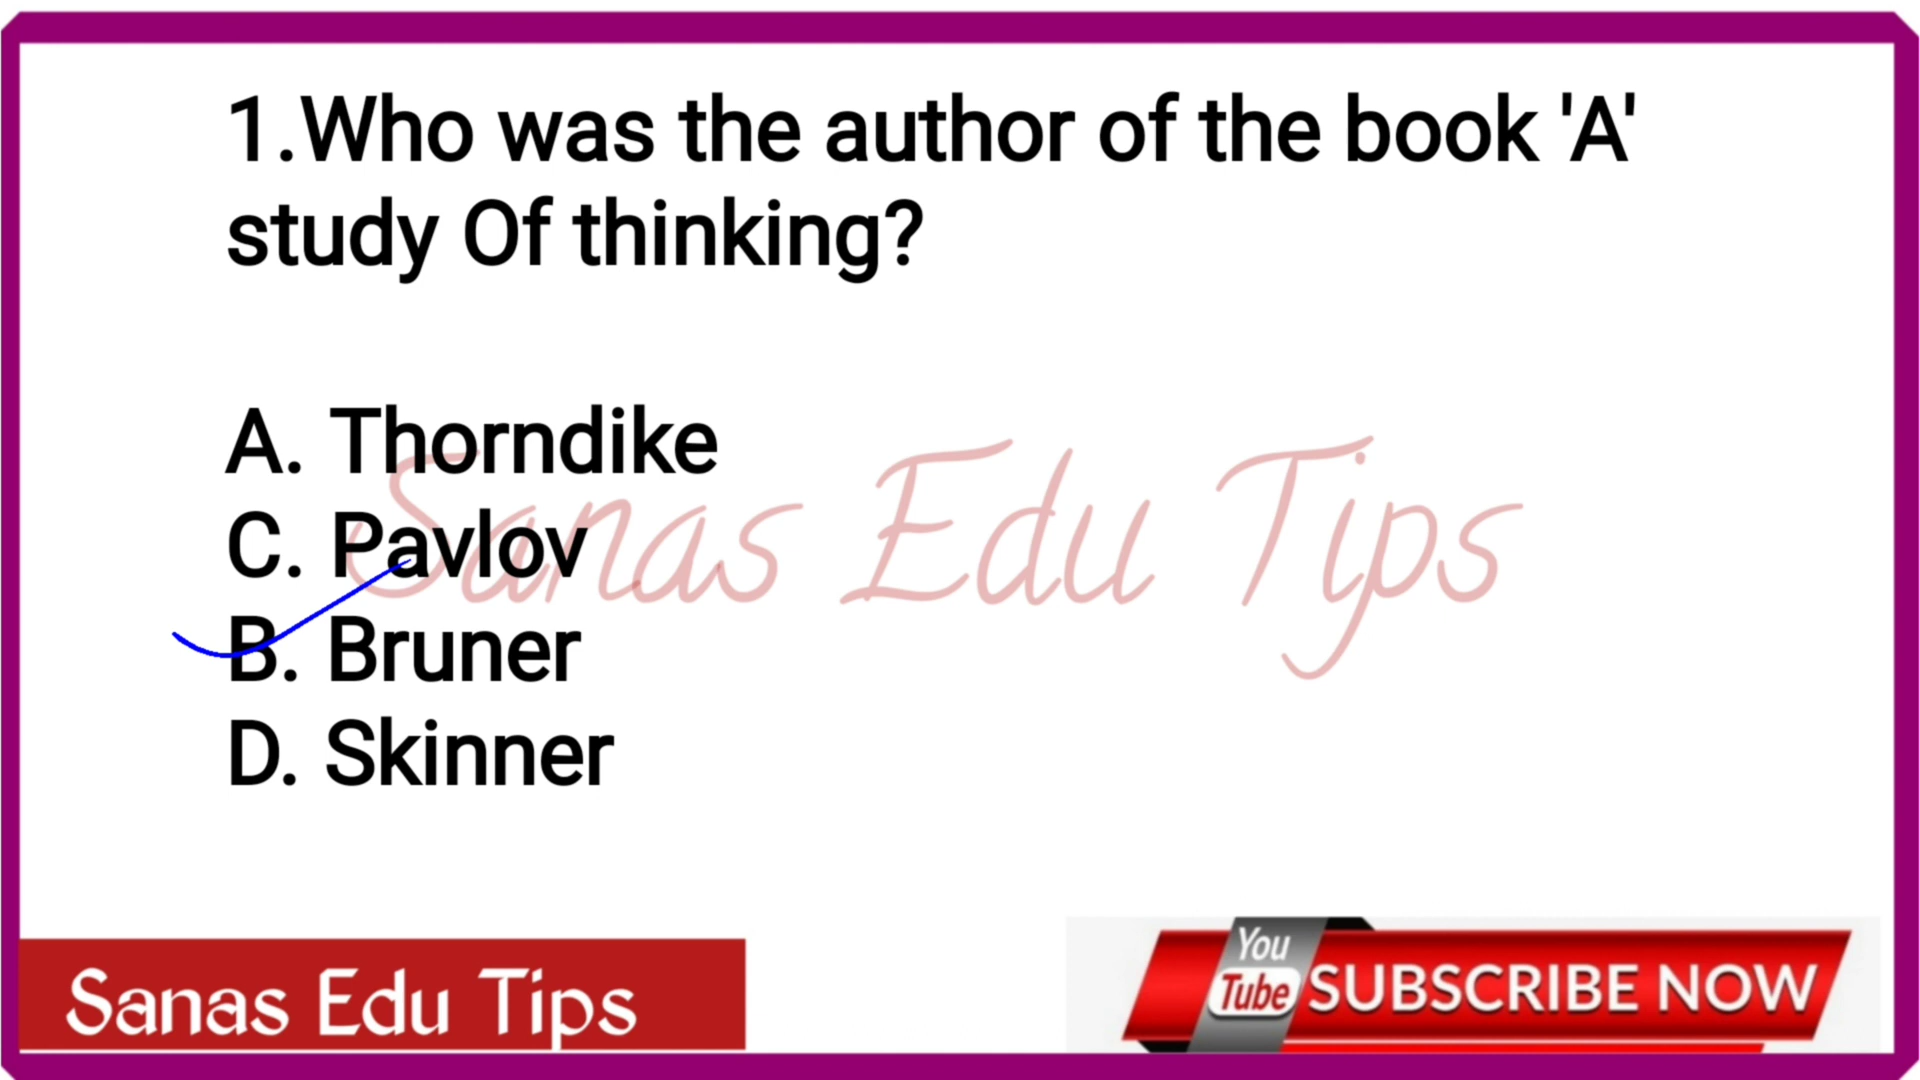 1.Who was the author of the book 'A'
study Of thinking?
A. Thorndike
C. Pavlov
B. Bruner
D. Skinner
Sanas Edu Tips
Sanas Edu Tips
You
Tube SUBSCRIBE NOW